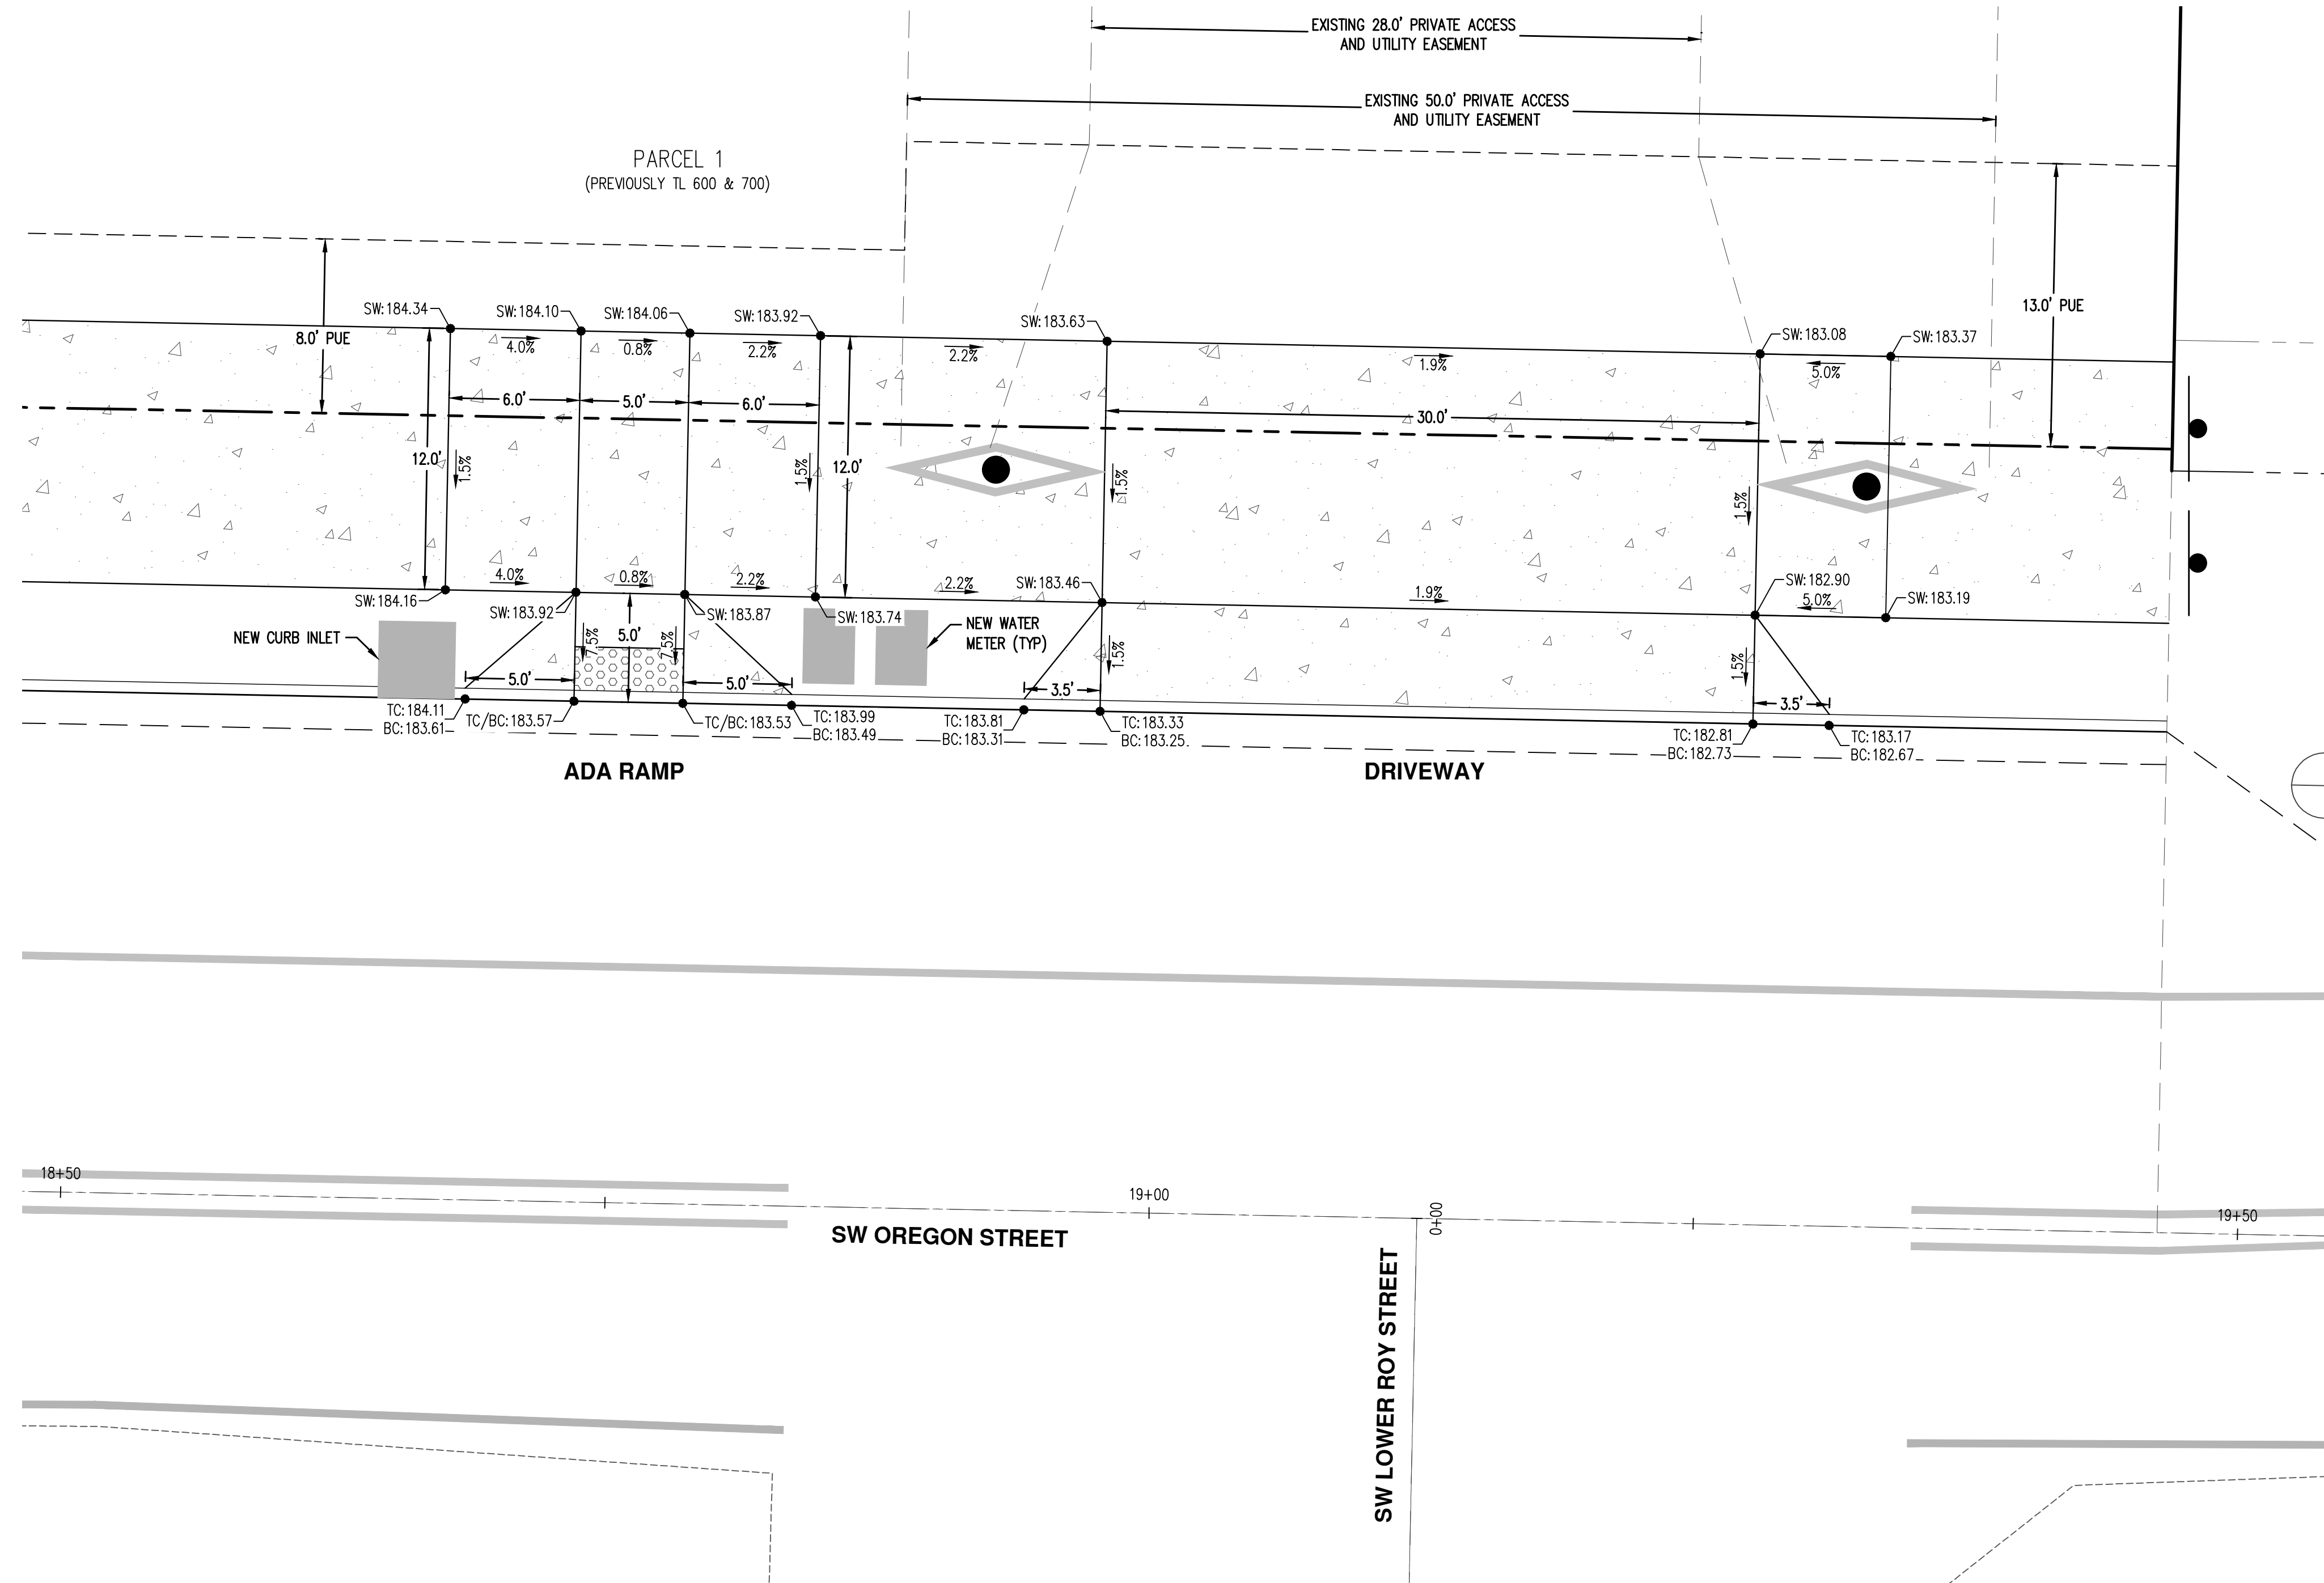 EXISTING 28.0' PRIVATE ACCESS
AND UTILITY EASEMENT
EXISTING 50.0' PRIVATE ACCESS
AND UTILITY EASEMENT
PARCEL 1
(PREVIOUSLY TL 600 & 700)
8.0' PUE
13.0' PUE
SW:184.34
SW:184.10
SW:184.06
SW:183.92
SW:183.63
SW:183.08
SW:183.37
4.0%
0.8%
2.2%
2.2%
1.9%
5.0%
6.0'
5.0'
6.0'
30.0'
12.0'
1.5%
1.5%
12.0'
1.5%
1.5%
4.0%
0.8%
2.2%
2.2%
1.9%
5.0%
SW:184.16
SW:183.92
SW:183.87
SW:183.74
SW:183.46
SW:182.90
SW:183.19
NEW CURB INLET
7.5%
5.0'
7.5%
NEW WATER
METER (TYP)
1.5%
1.5%
5.0'
5.0'
3.5'
3.5'
TC:184.11
BC:183.61
TC/BC:183.57
TC/BC:183.53
TC:183.99
BC:183.49
TC:183.81
BC:183.31
TC:183.33
BC:183.25
TC:182.81
BC:182.73
TC:183.17
BC:182.67
ADA RAMP
DRIVEWAY
18+50
19+00
0+00
19+50
SW OREGON STREET
SW LOWER ROY STREET